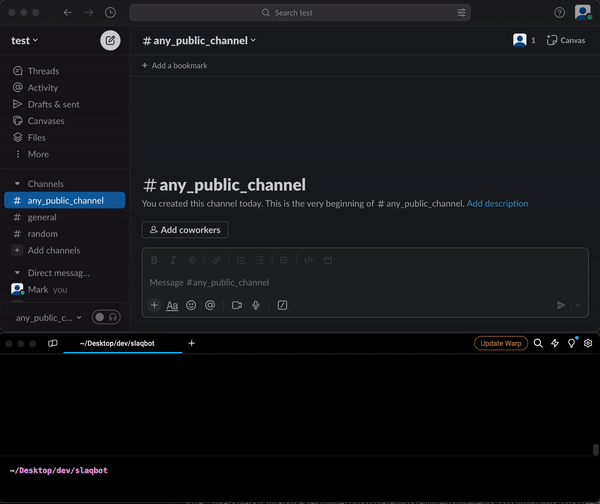 Search test
test
# any_public_channel
1
Canvas
+ Add a bookmark
Threads
Activity
Drafts & sent
Canvases
Files
More
Channels
# any_public_channel
# general
# random
+ Add channels
Direct messag...
Mark you
any_public_c...
# any_public_channel
You created this channel today. This is the very beginning of # any_public_channel. Add description
Add coworkers
B I S
Message #any_public_channel
+ Aa
~/Desktop/dev/slaqbot
+
Update Warp
~/Desktop/dev/slaqbot